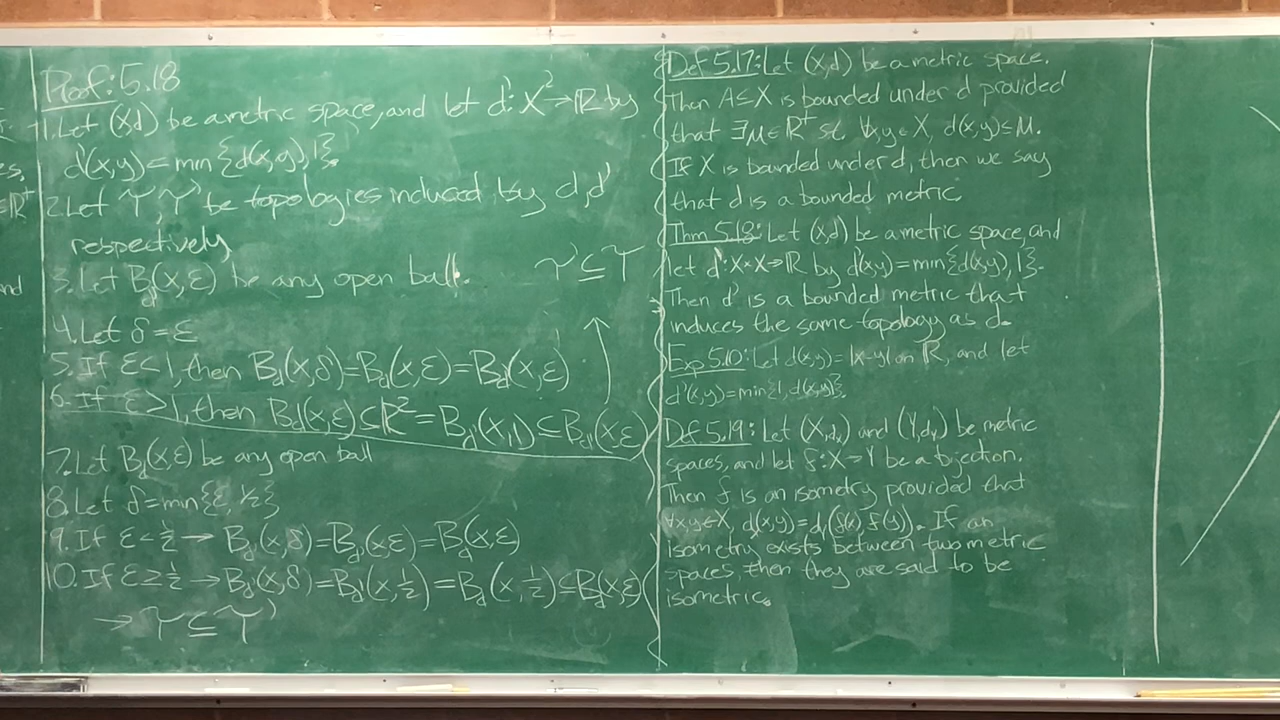 Proof: 5.18
1. Let (X,d) be a metric space, and let d': X² → ℝ by
d'(x,y) = min {d(x,y), 1}.
2. Let 𝒯, 𝒯' be topologies induced by d, d'
respectively
3. Let B_d'(x,ε) be any open ball.
𝒯' ⊆ 𝒯
4. Let δ = ε
5. If ε < 1, then B_d(x,δ) = B_d(x,ε) = B_d'(x,ε)
6. If ε > 1, then B_d(x,ε) ⊆ ℝ² = B_d'(x,1) ⊆ B_d'(x,ε)
7. Let B_d(x,ε) be any open ball
8. Let δ = min{ε, 1/2}
9. If ε < 1/2 → B_d'(x,δ) = B_d'(x,ε) = B_d(x,ε)
10. If ε ≥ 1/2 → B_d'(x,δ) = B_d'(x,1/2) = B_d(x,1/2) ⊆ B_d(x,ε)
→ 𝒯 ⊆ 𝒯'
Def 5.17: Let (X,d) be a metric space.
Then A ⊆ X is bounded under d provided
that ∃M ∈ ℝ⁺ st. ∀x,y ∈ X, d(x,y) ≤ M.
If X is bounded under d, then we say
that d is a bounded metric.
Thm 5.18: Let (X,d) be a metric space, and
let d': X×X → ℝ by d'(x,y) = min{d(x,y), 1}.
Then d' is a bounded metric that
induces the same topology as d.
Exp 5.10: Let d(x,y) = |x-y| on ℝ, and let
d'(x,y) = min{1, d(x,y)}.
Def 5.19: Let (X,dₓ) and (Y,d_y) be metric
spaces, and let f: X → Y be a bijection.
Then f is an isometry provided that
∀x,y ∈ X, dₓ(x,y) = d_y(f(x), f(y)). If an
isometry exists between two metric
spaces, then they are said to be
isometric.